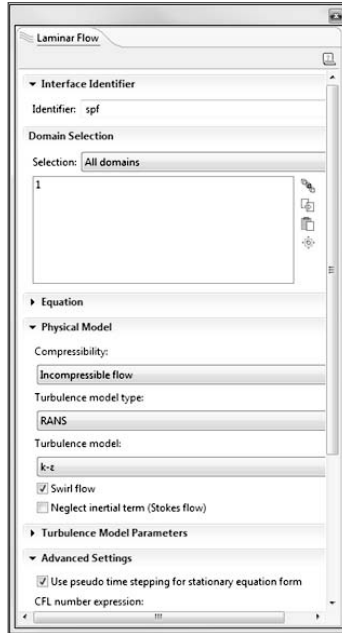 Laminar Flow
Interface Identifier
Identifier: spf
Domain Selection
Selection: All domains
1
Equation
Physical Model
Compressibility:
Incompressible flow
Turbulence model type:
RANS
Turbulence model:
k-ε
Swirl flow
Neglect inertial term (Stokes flow)
Turbulence Model Parameters
Advanced Settings
Use pseudo time stepping for stationary equation form
CFL number expression: